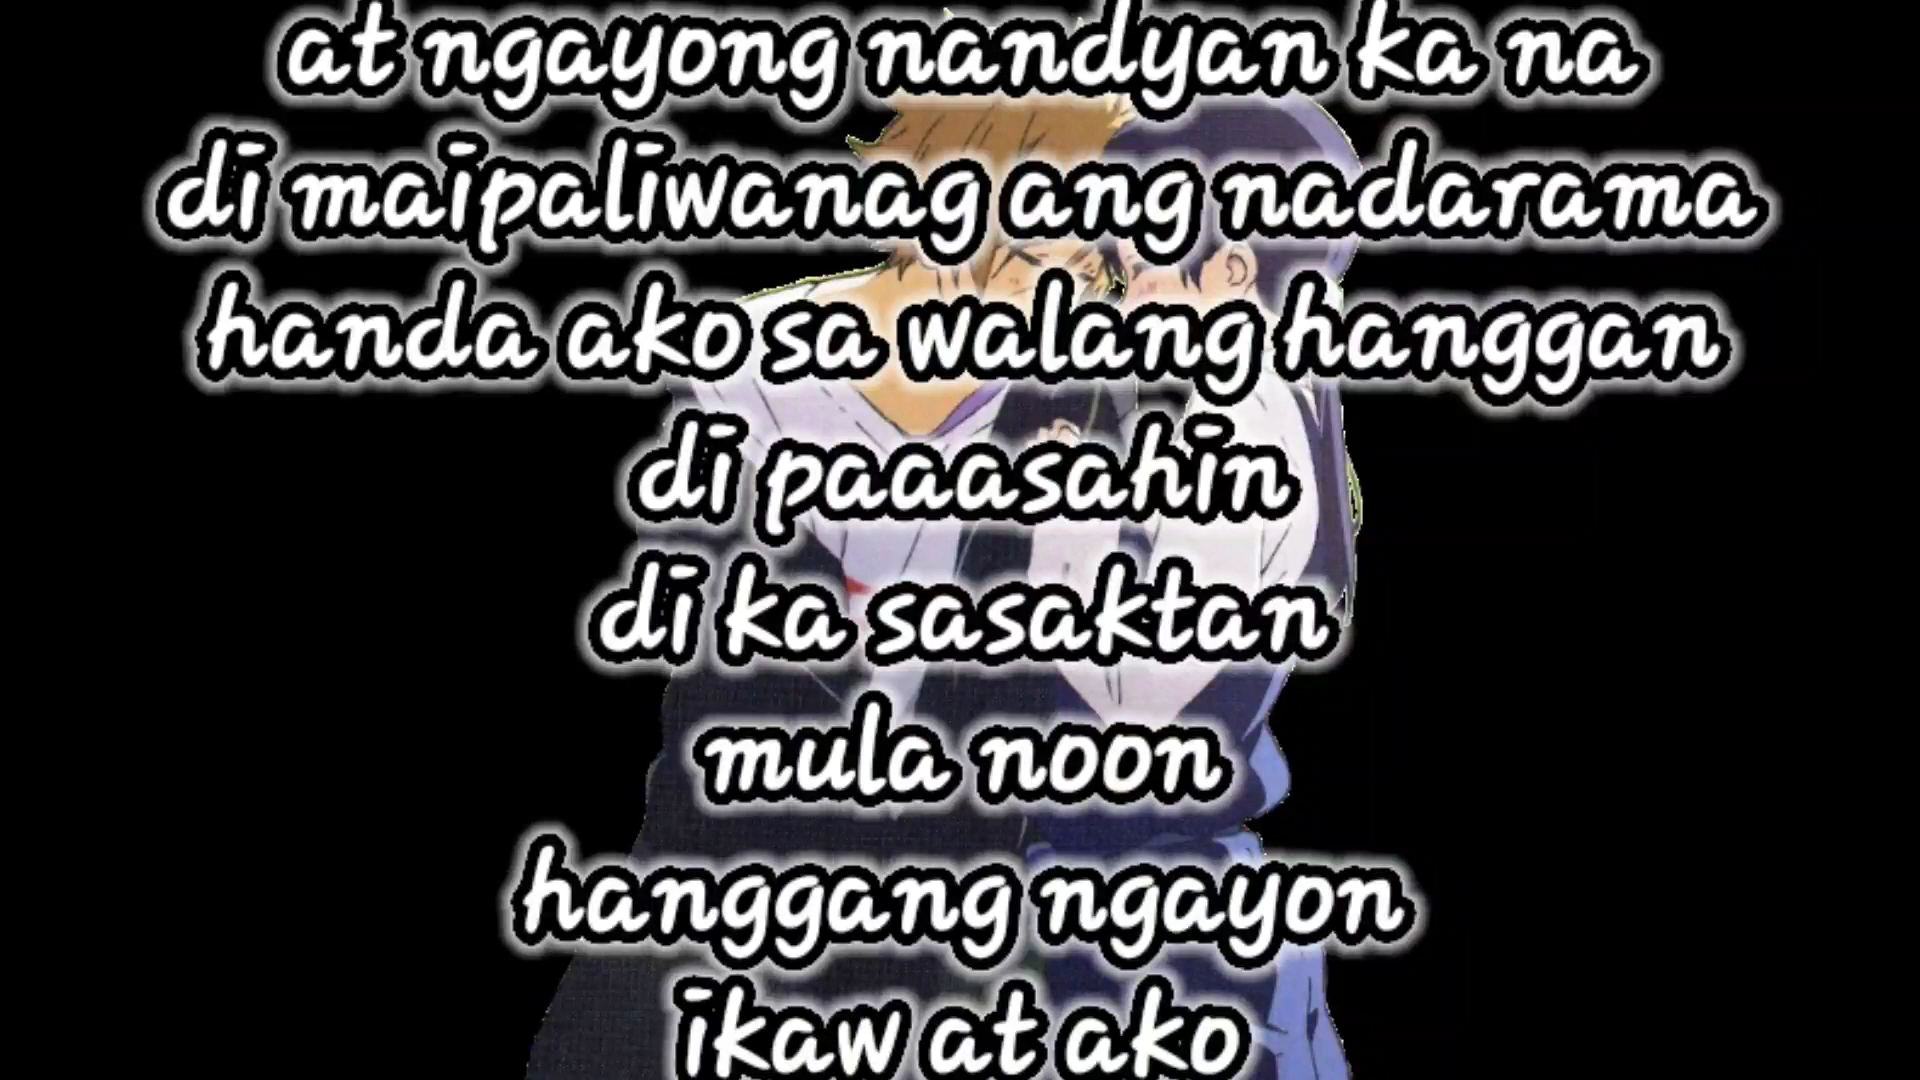 at ngayong nandyan ka na
di maipaliwanag ang nadarama
handa ako sa walang hanggan
di paaasahin
di ka sasaktan
mula noon
hanggang ngayon
ikaw at ako